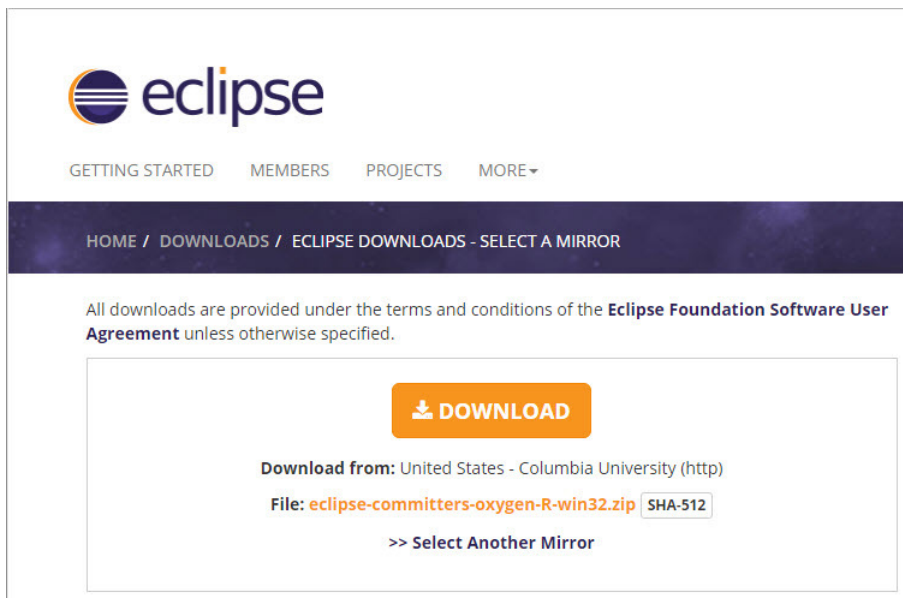 eclipse
GETTING STARTED MEMBERS PROJECTS MORE
HOME / DOWNLOADS / ECLIPSE DOWNLOADS - SELECT A MIRROR
All downloads are provided under the terms and conditions of the Eclipse Foundation Software User
Agreement unless otherwise specified.
DOWNLOAD
Download from: United States - Columbia University (http)
File: eclipse-committers-oxygen-R-win32.zip SHA-512
>> Select Another Mirror